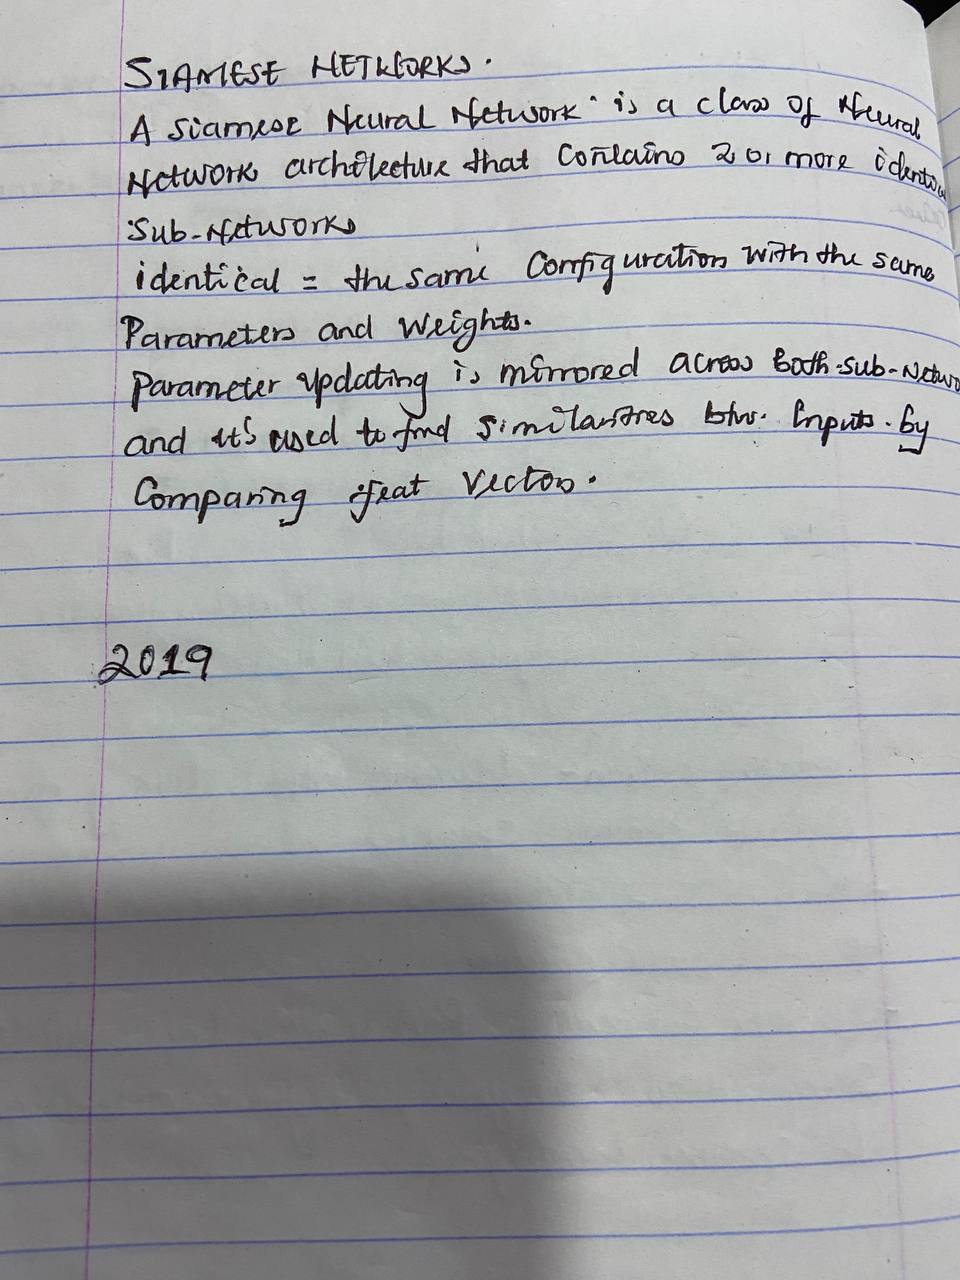 SIAMESE NETWORKS.
A Siamese Neural Network is a class of Neural
Network architecture that contains 2 or more identical
Sub-Networks
identical = the same Configuration with the same
Parameters and Weights.
Parameter updating is mirrored across both sub-Netwo
and it's used to find similarities btw. Inputs. by
Comparing feat Vectors.
2019